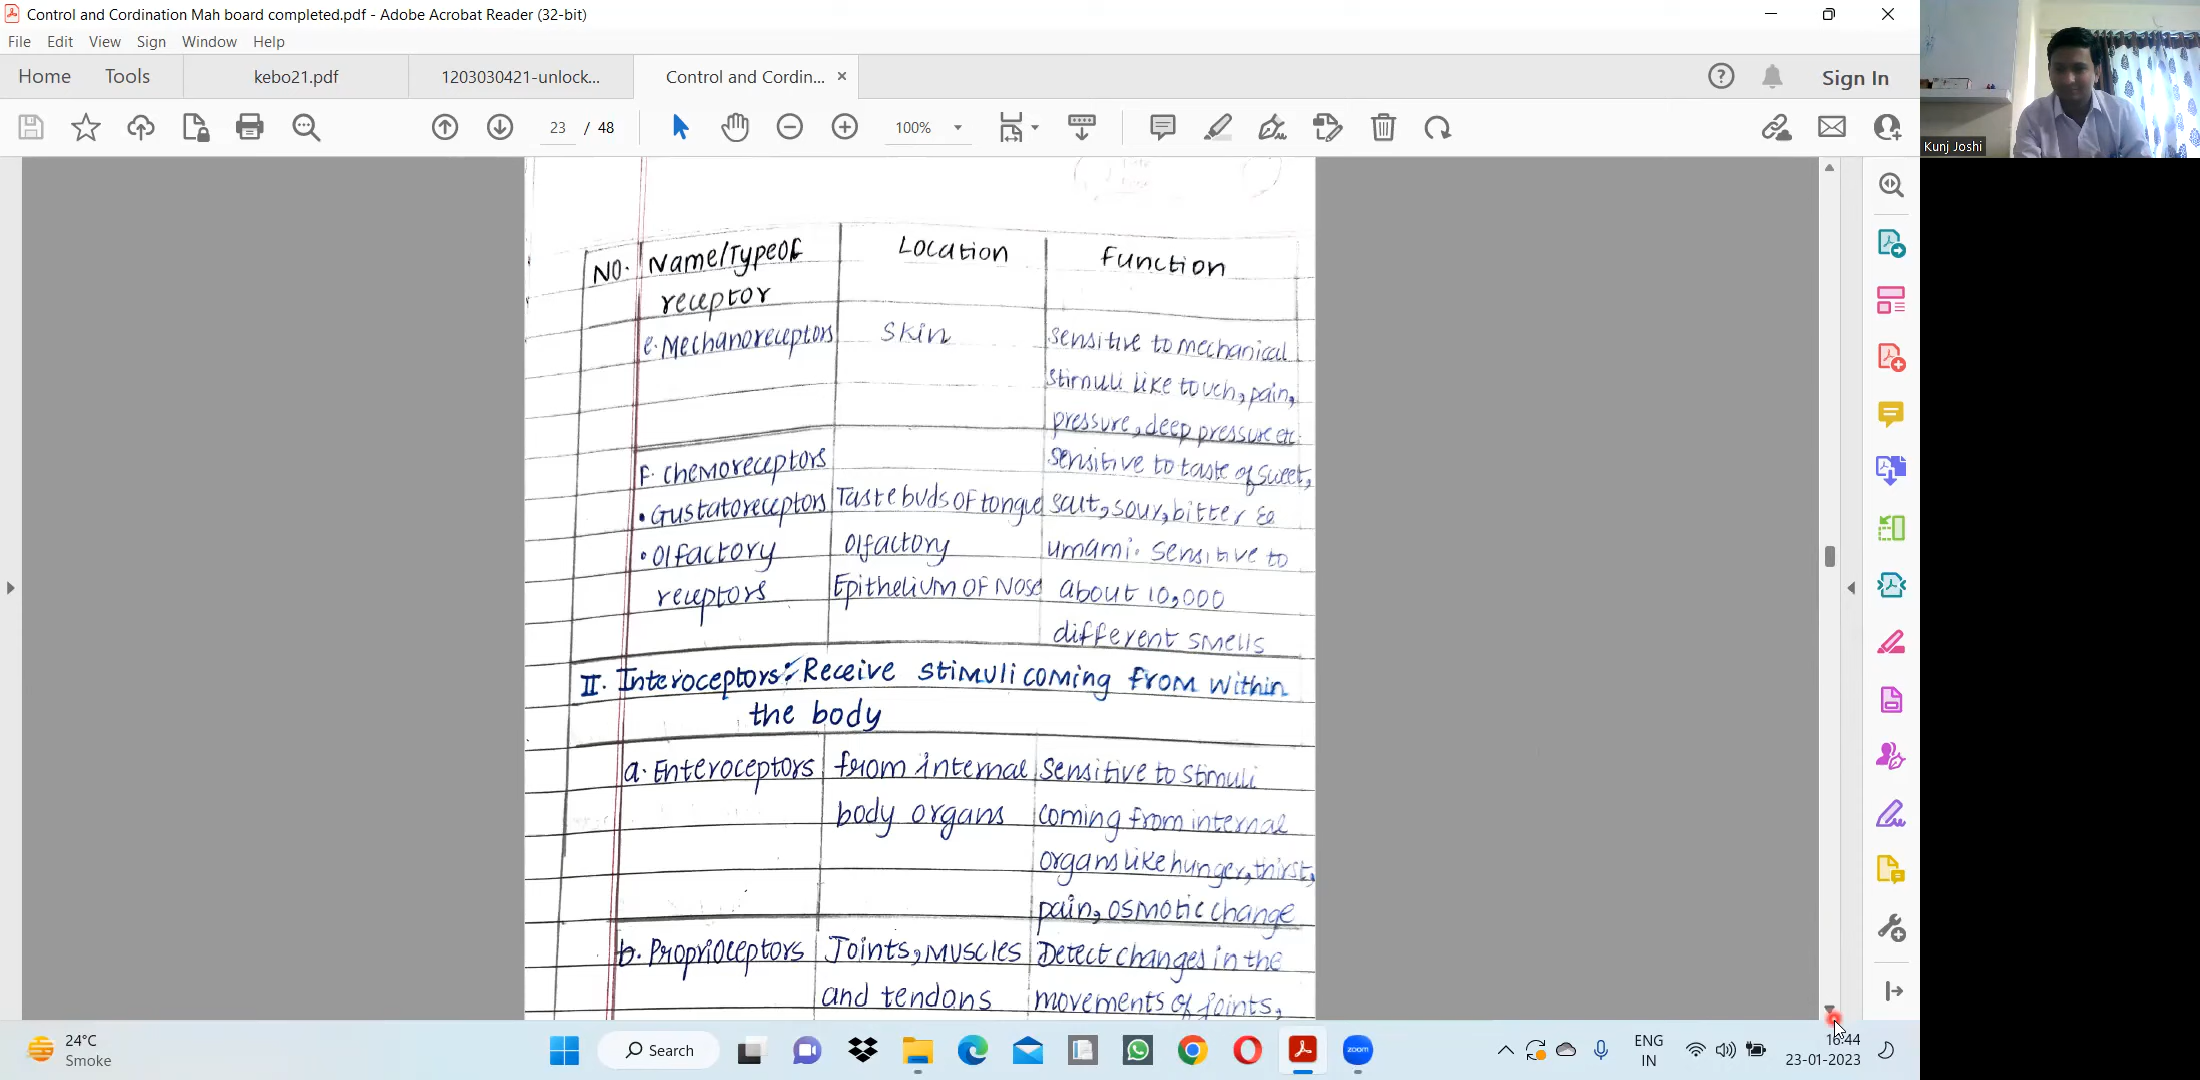 Control and Cordination Mah board completed.pdf - Adobe Acrobat Reader (32-bit)
File Edit View Sign Window Help
Home Tools kebo21.pdf 1203030421-unlock... Control and Cordin... × Sign In
23 / 48 100%
Kunj Joshi
NO. Name/Type of Location Function
receptor
e. Mechanoreceptors Skin Sensitive to mechanical
stimuli like touch, pain,
pressure, deep pressure etc.
F. Chemoreceptors Sensitive to taste of sweet,
• Gustatoreceptors Taste buds of tongue salt, sour, bitter &
• Olfactory Olfactory umami. Sensitive to
receptors Epithelium of Nose about 10,000
different smells
II. Interoceptors:- Receive stimuli coming from within
the body
a. Enteroceptors from internal Sensitive to stimuli
body organs coming from internal
organs like hunger, thirst,
pain, osmotic change
b. Proprioceptors Joints, Muscles Detect changes in the
and tendons movements of joints,
24°C
Smoke
Search
zoom
ENG
IN
16:44
23-01-2023